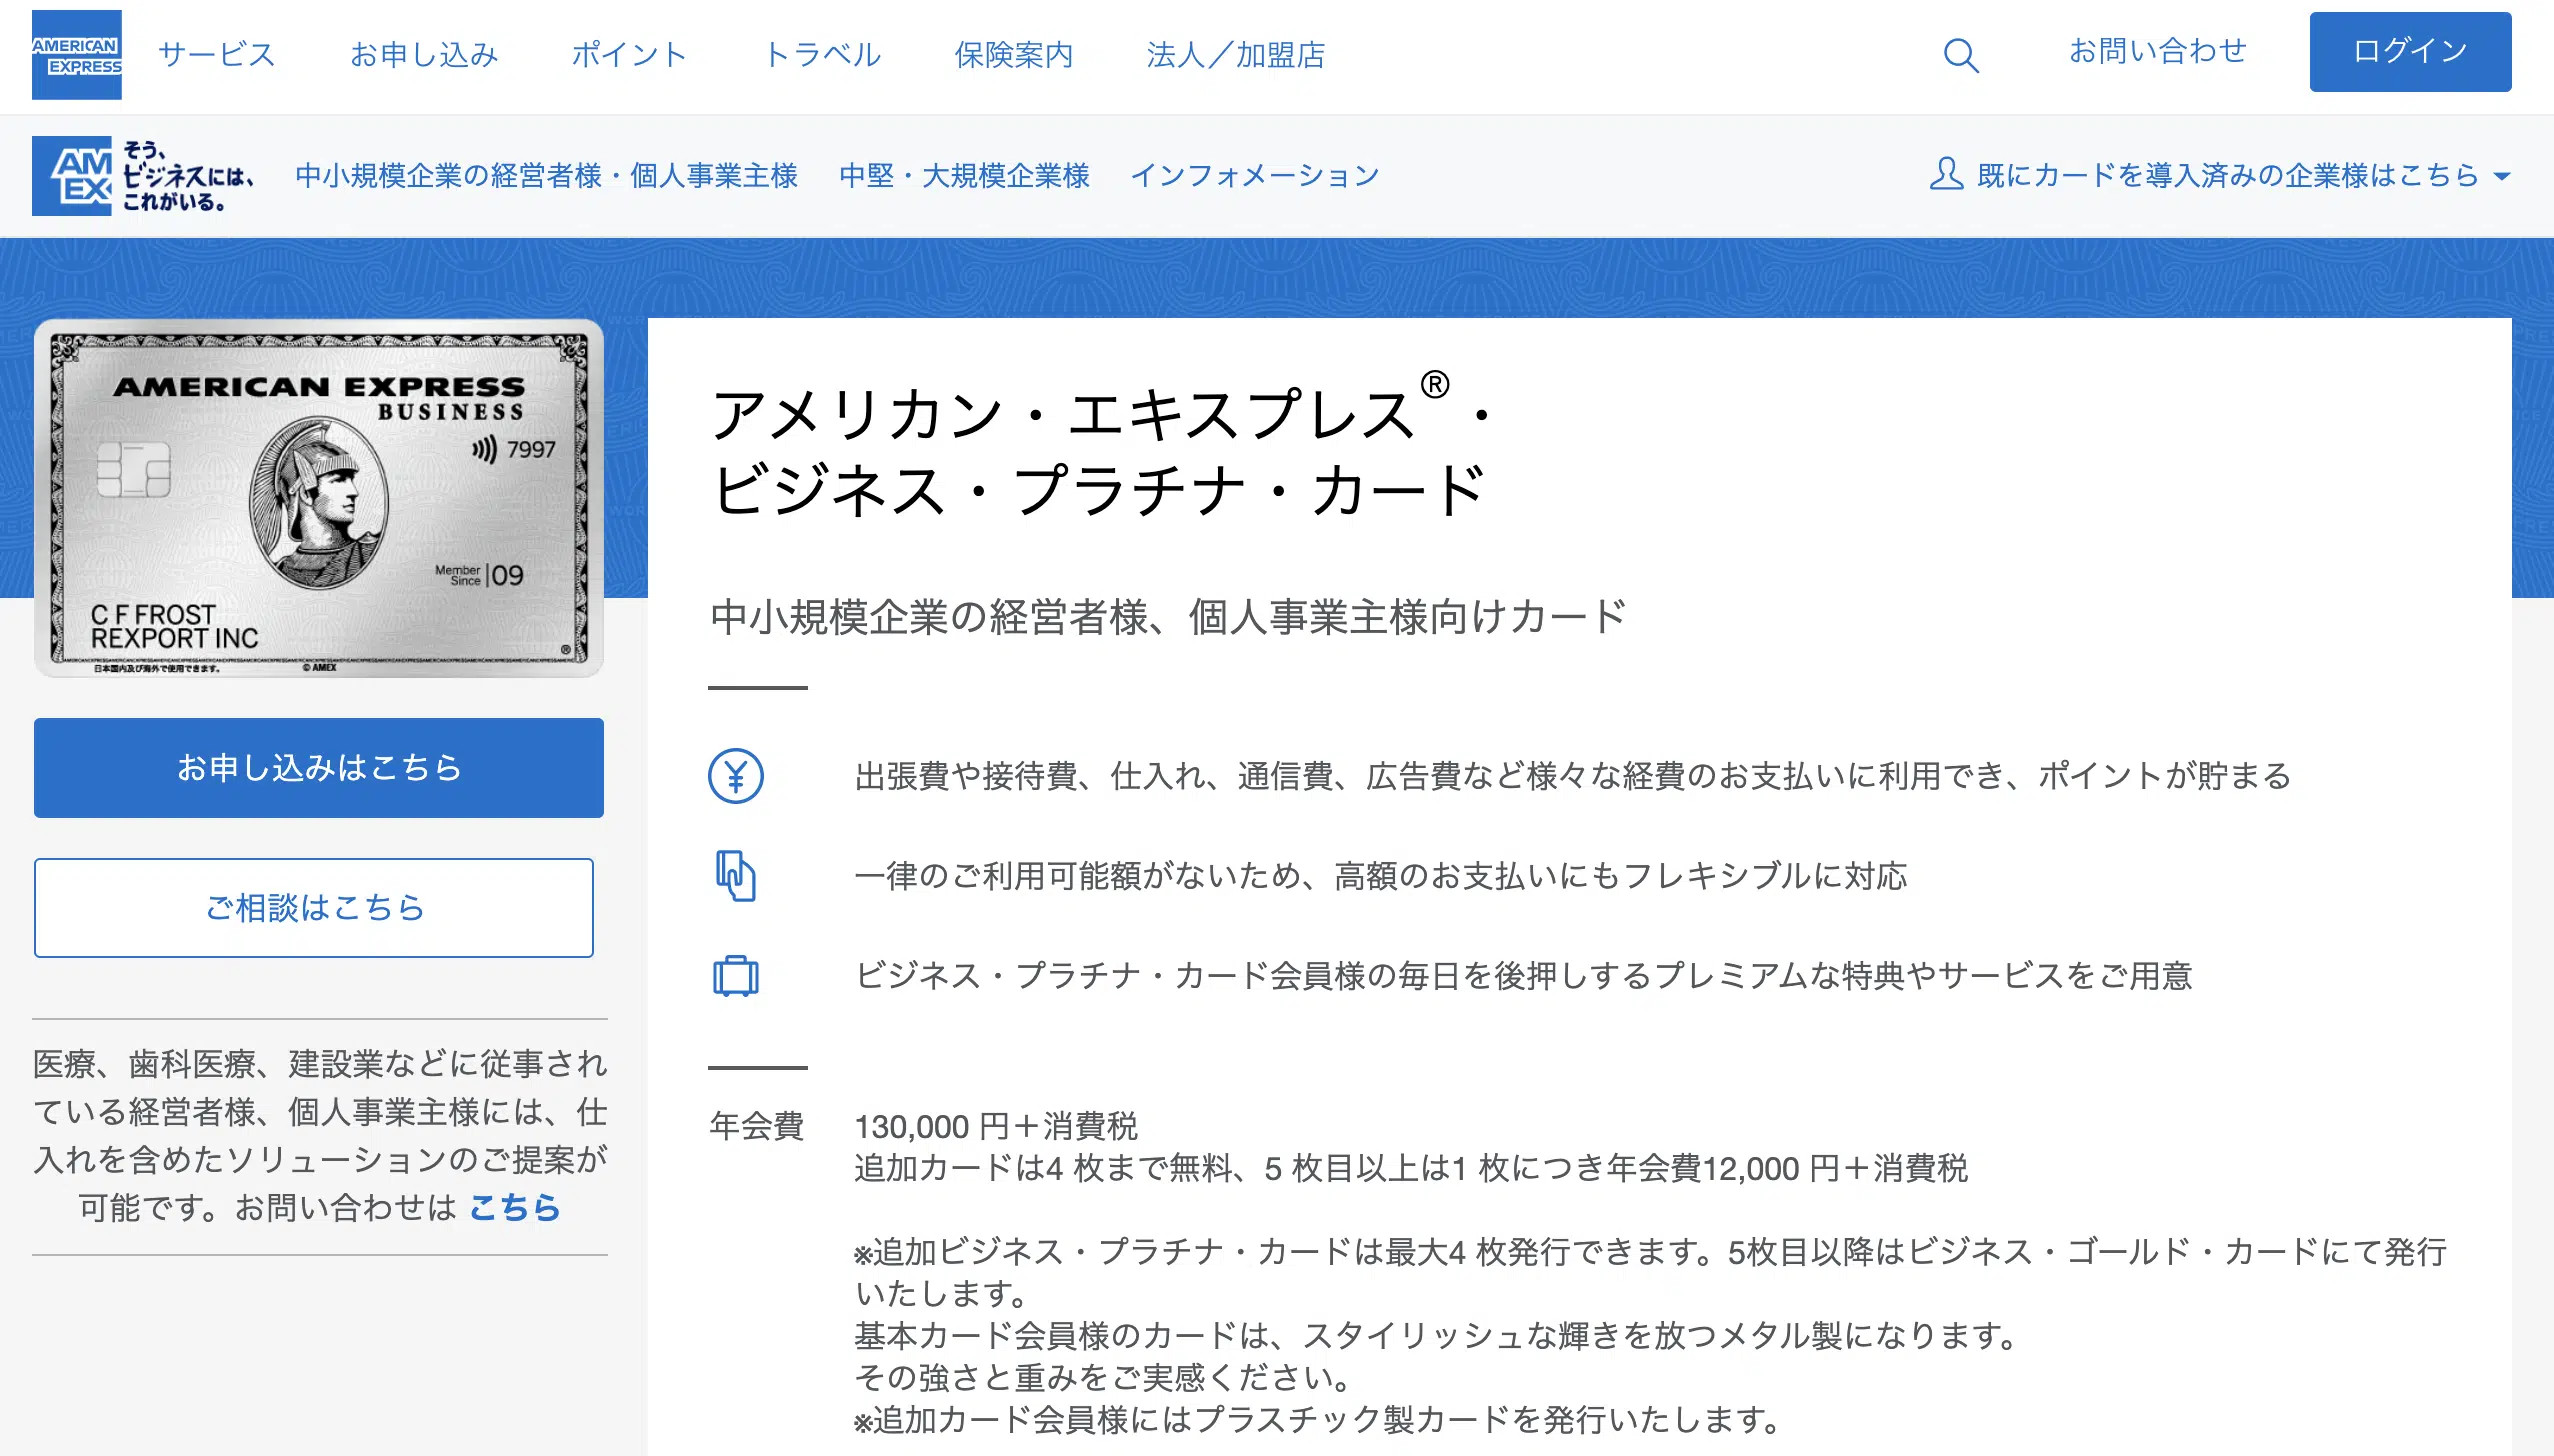 AMERICAN
EXPRESS
サービス
お申し込み
ポイント
トラベル
保険案内
法人／加盟店
お問い合わせ
ログイン
AM
EX
そう、
ビジネスには、
これがいる。
中小規模企業の経営者様・個人事業主様
中堅・大規模企業様
インフォメーション
既にカードを導入済みの企業様はこちら
AMERICAN EXPRESS
BUSINESS
7997
Member
Since 09
C F FROST
REXPORT INC
®
日本国内及び海外で使用できます。
© AMEX
お申し込みはこちら
ご相談はこちら
医療、歯科医療、建設業などに従事され
ている経営者様、個人事業主様には、仕
入れを含めたソリューションのご提案が
可能です。お問い合わせは こちら
アメリカン・エキスプレス®・
ビジネス・プラチナ・カード
中小規模企業の経営者様、個人事業主様向けカード
出張費や接待費、仕入れ、通信費、広告費など様々な経費のお支払いに利用でき、ポイントが貯まる
一律のご利用可能額がないため、高額のお支払いにもフレキシブルに対応
ビジネス・プラチナ・カード会員様の毎日を後押しするプレミアムな特典やサービスをご用意
年会費 130,000 円＋消費税
追加カードは4 枚まで無料、5 枚目以上は1 枚につき年会費12,000 円＋消費税
※追加ビジネス・プラチナ・カードは最大4 枚発行できます。5枚目以降はビジネス・ゴールド・カードにて発行
いたします。
基本カード会員様のカードは、スタイリッシュな輝きを放つメタル製になります。
その強さと重みをご実感ください。
※追加カード会員様にはプラスチック製カードを発行いたします。